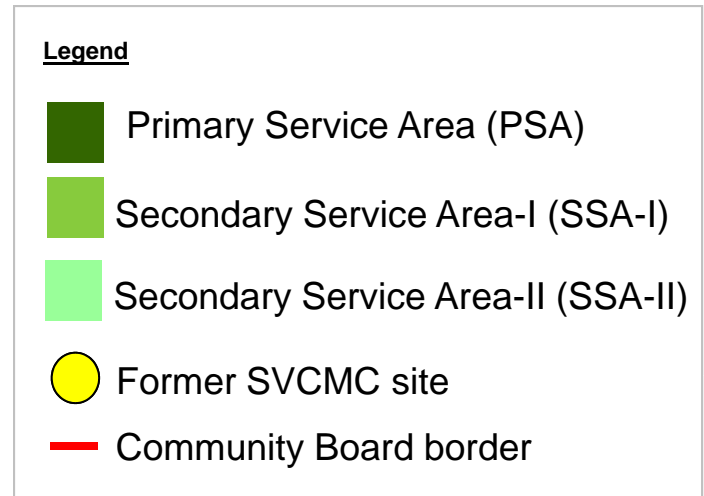 Legend
Primary Service Area (PSA)
Secondary Service Area-I (SSA-I)
Secondary Service Area-II (SSA-II)
Former SVCMC site
Community Board border